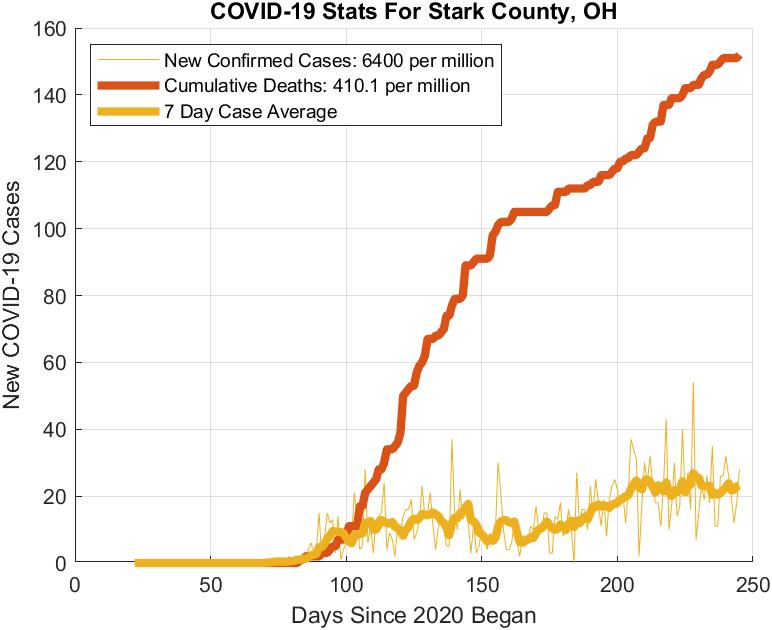 COVID-19 Stats For Stark County, OH
New Confirmed Cases: 6400 per million
Cumulative Deaths: 410.1 per million
7 Day Case Average
New COVID-19 Cases
160
140
120
100
80
60
40
20
0
0 50 100 150 200 250
Days Since 2020 Began